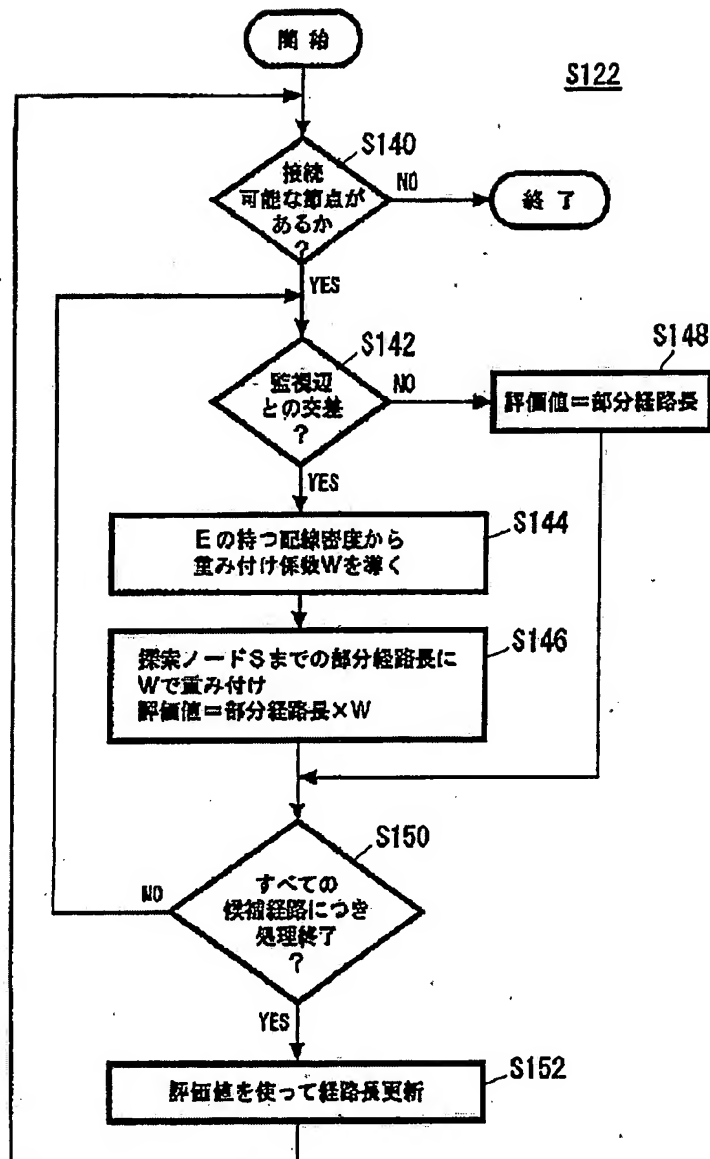 開 始
S122
S140
接続
可能な節点が
あるか
?
NO
終 了
YES
S142
監視辺
との交差
?
NO
S148
評価値=部分経路長
YES
S144
Eの持つ配線密度から
重み付け係数Wを導く
S146
探索ノードSまでの部分経路長に
Wで重み付け
評価値=部分経路長×W
S150
すべての
候補経路につき
処理終了
?
NO
YES
S152
評価値を使って経路長更新